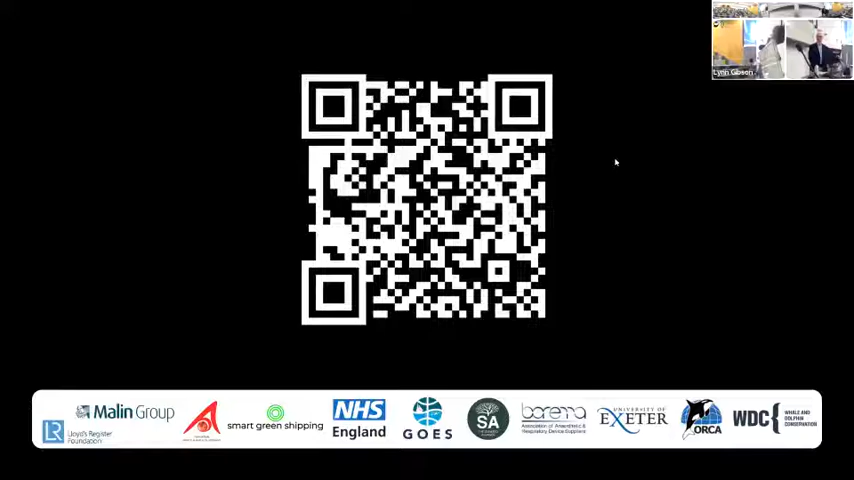 Lynn Gibson
Malin Group
LR
Lloyd's Register
Foundation
smart green shipping
NHS
England
GOES
SA
barema
Association of Anaesthetic &
Respiratory Device Suppliers
UNIVERSITY OF
EXETER
ORCA
WDC
WHALE AND
DOLPHIN
CONSERVATION